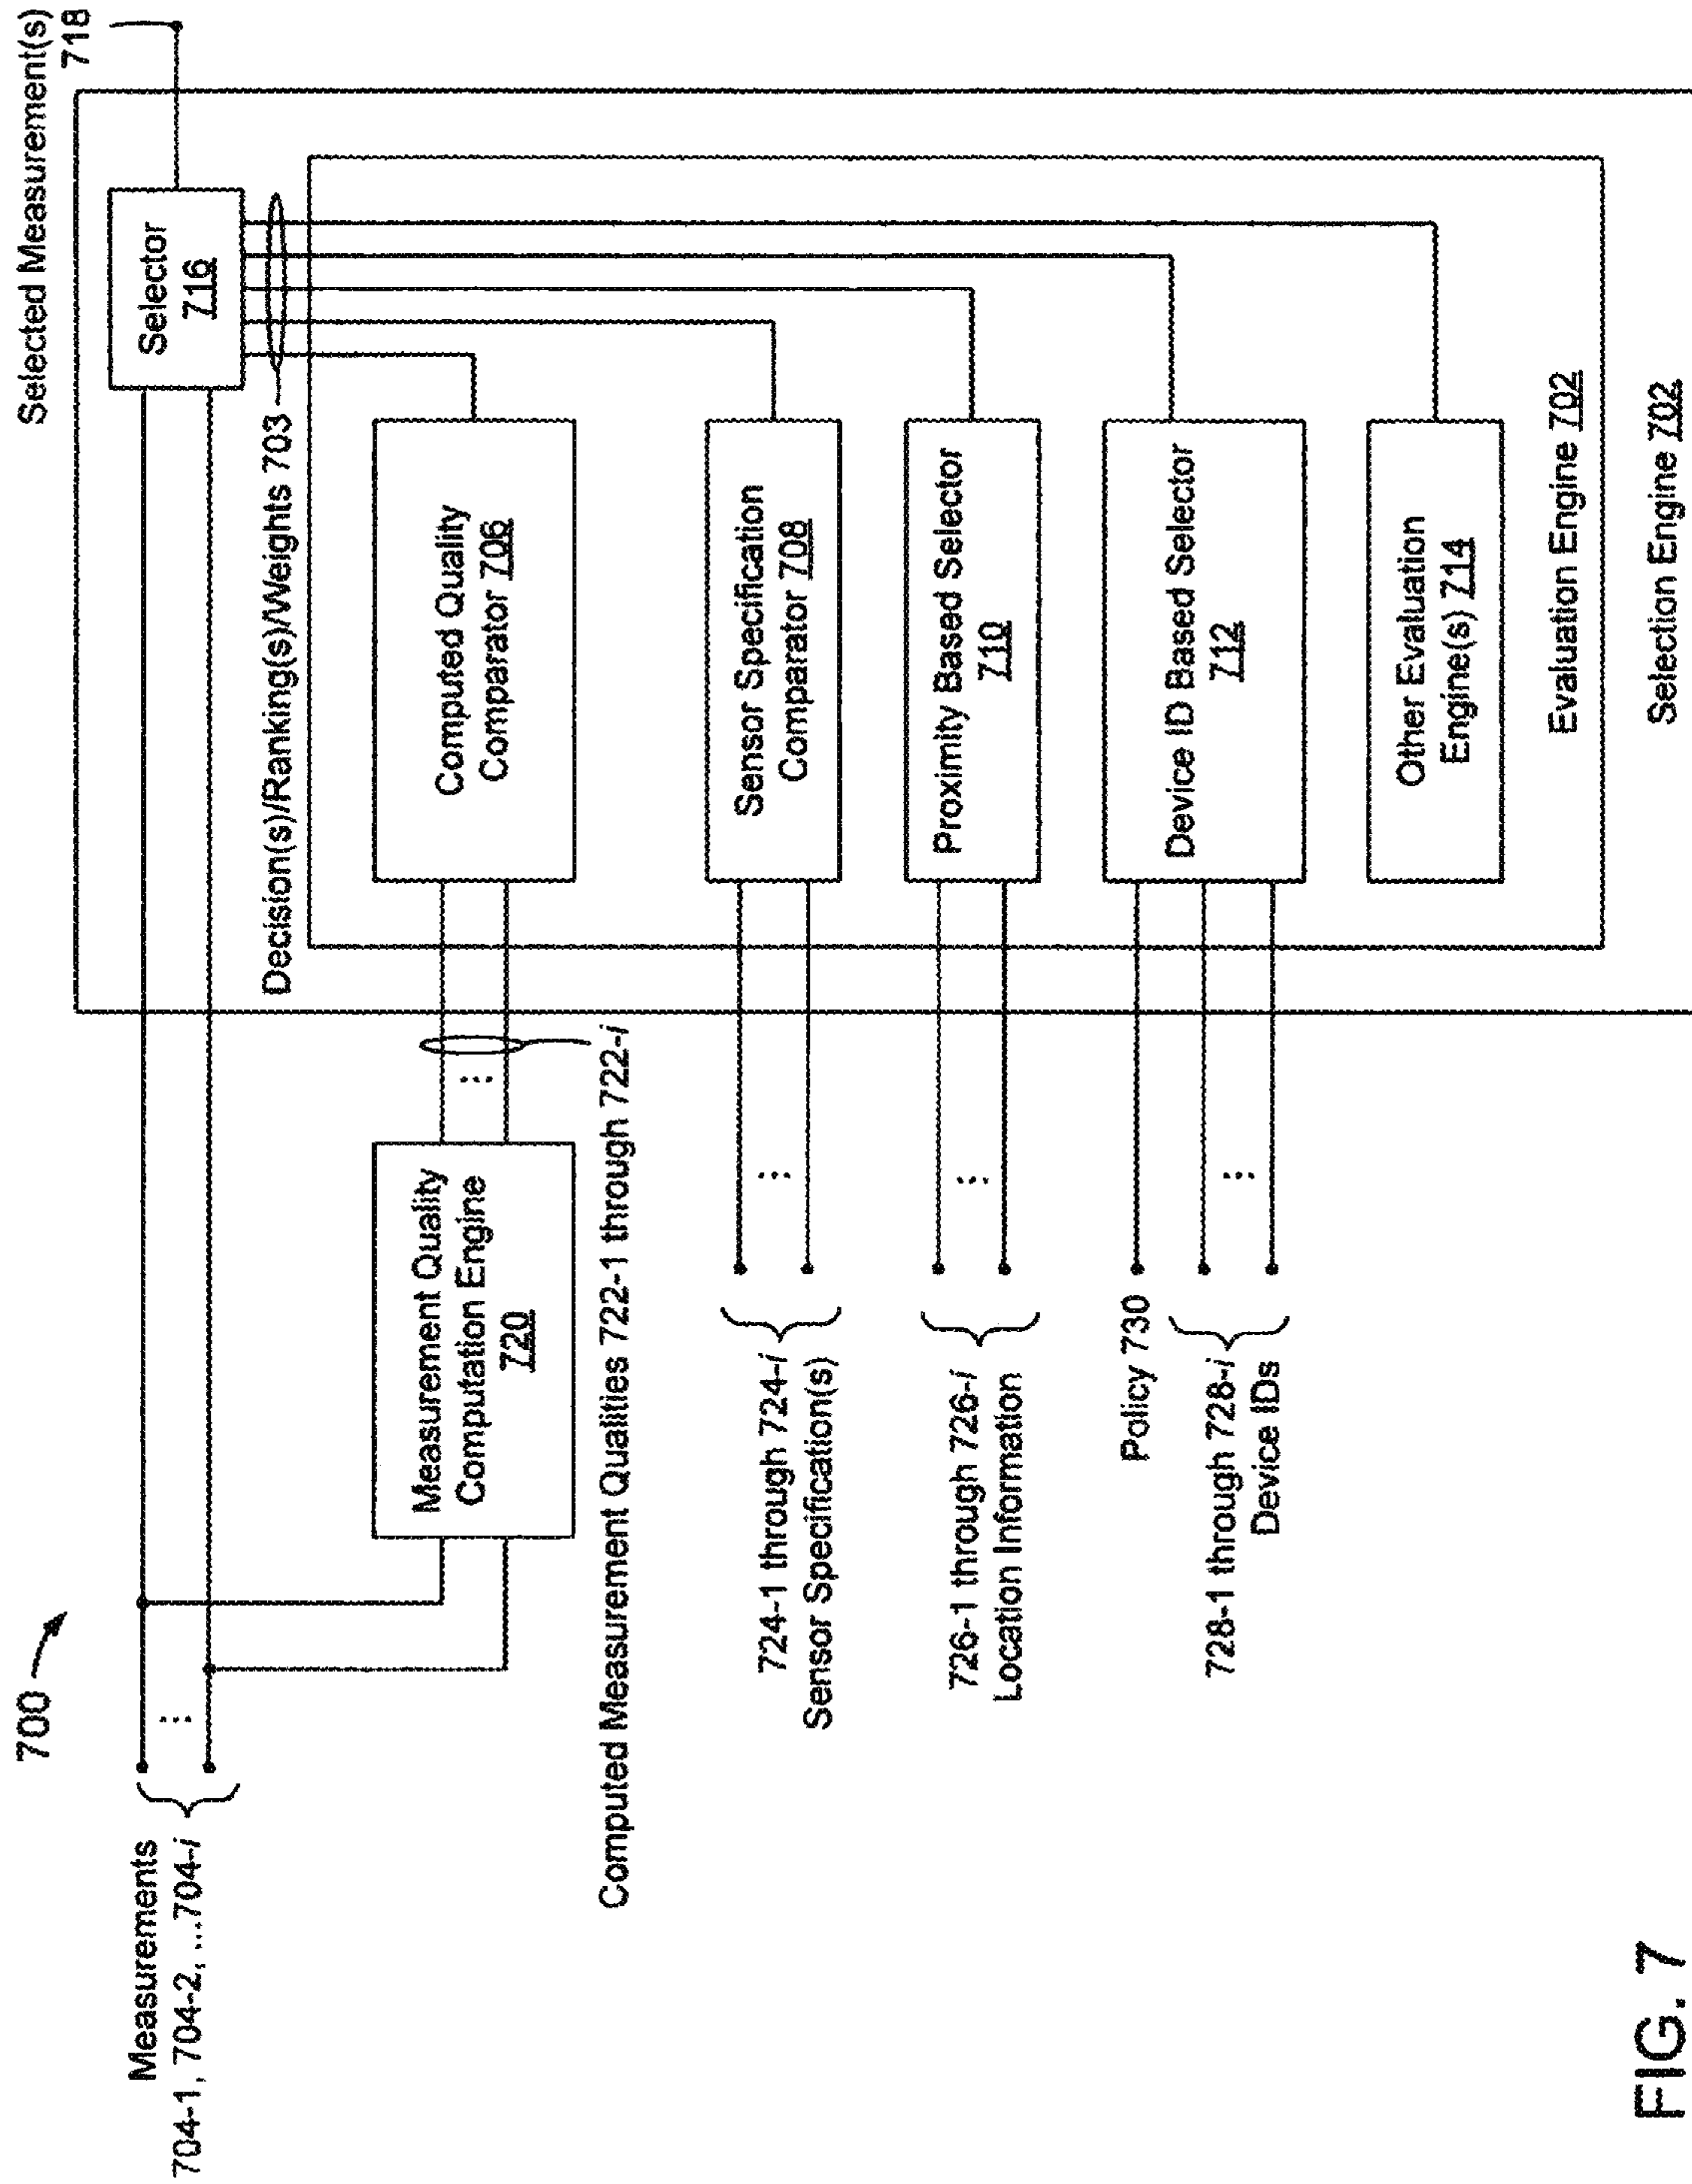 700
Selected Measurement(s)
718
Measurements
704-1, 704-2, ...704-i
Selector
716
Decision(s)/Ranking(s)/Weights 703
Measurement Quality
Computation Engine
720
Computed Quality
Comparator 706
Computed Measurement Qualities 722-1 through 722-i
724-1 through 724-i
Sensor Specification(s)
Sensor Specification
Comparator 708
726-1 through 726-i
Location Information
Proximity Based Selector
710
Policy 730
728-1 through 728-i
Device IDs
Device ID Based Selector
712
Other Evaluation
Engine(s) 714
Evaluation Engine 702
Selection Engine 702
FIG. 7